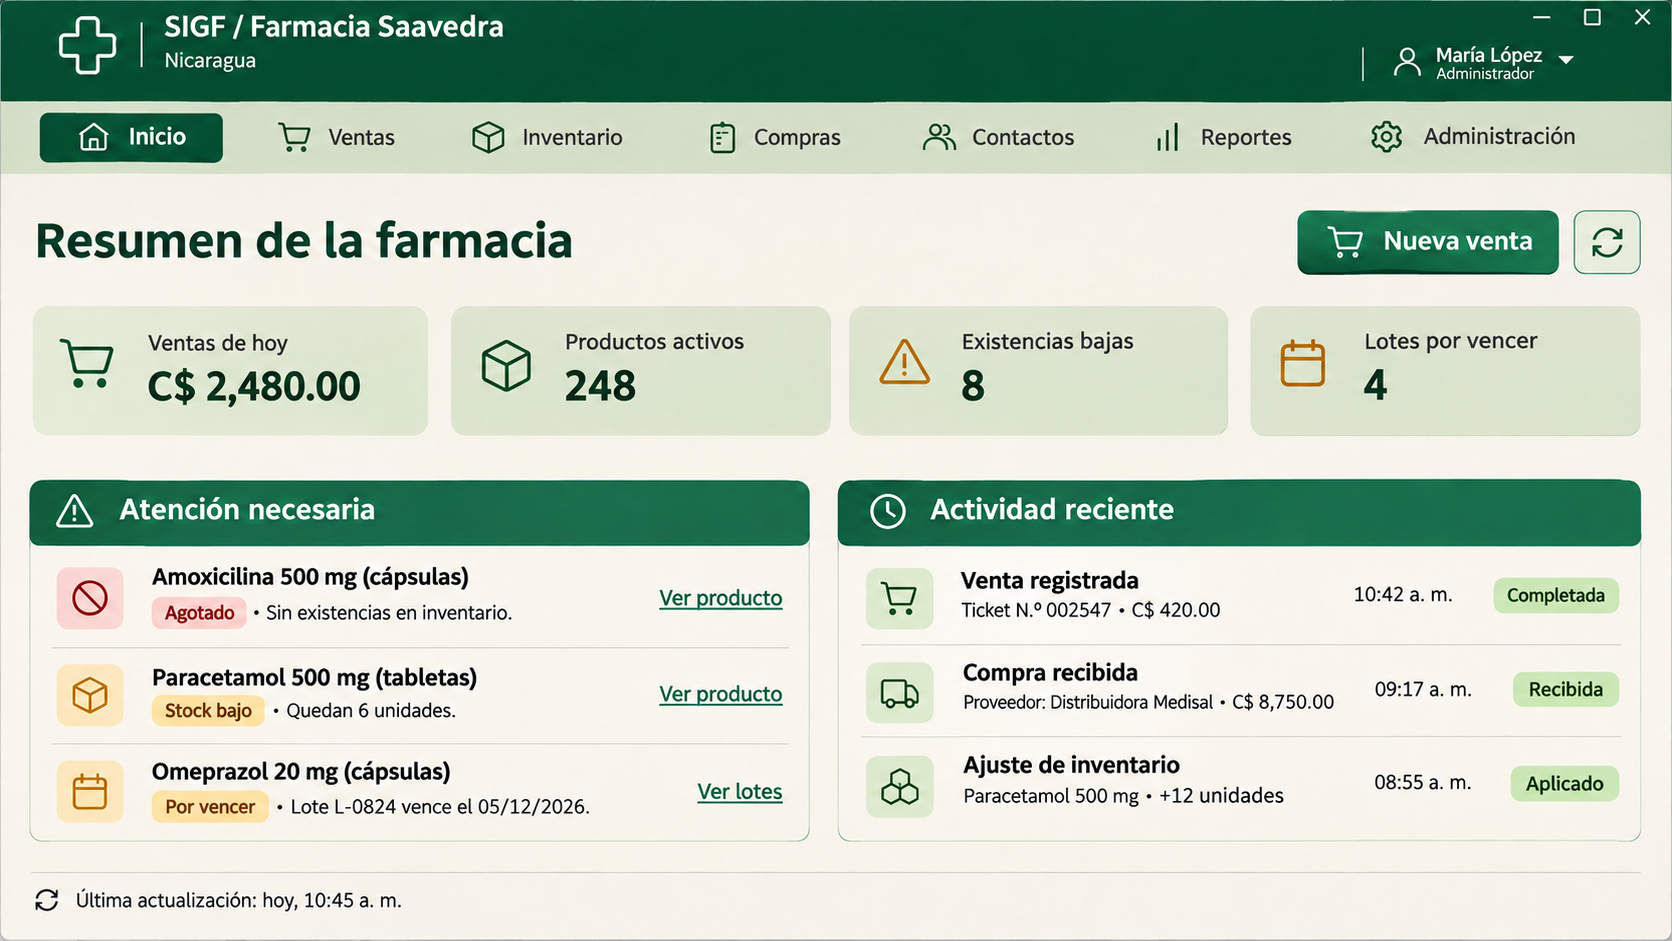 SIGF / Farmacia Saavedra
Nicaragua
María López
Administrador
Inicio
Ventas
Inventario
Compras
Contactos
Reportes
Administración
Resumen de la farmacia
Nueva venta
Ventas de hoy
C$ 2,480.00
Productos activos
248
Existencias bajas
8
Lotes por vencer
4
Atención necesaria
Amoxicilina 500 mg (cápsulas)
Agotado • Sin existencias en inventario.
Ver producto
Paracetamol 500 mg (tabletas)
Stock bajo • Quedan 6 unidades.
Ver producto
Omeprazol 20 mg (cápsulas)
Por vencer • Lote L-0824 vence el 05/12/2026.
Ver lotes
Actividad reciente
Venta registrada
Ticket N.º 002547 • C$ 420.00
10:42 a. m.
Completada
Compra recibida
Proveedor: Distribuidora Medisal • C$ 8,750.00
09:17 a. m.
Recibida
Ajuste de inventario
Paracetamol 500 mg • +12 unidades
08:55 a. m.
Aplicado
Última actualización: hoy, 10:45 a. m.